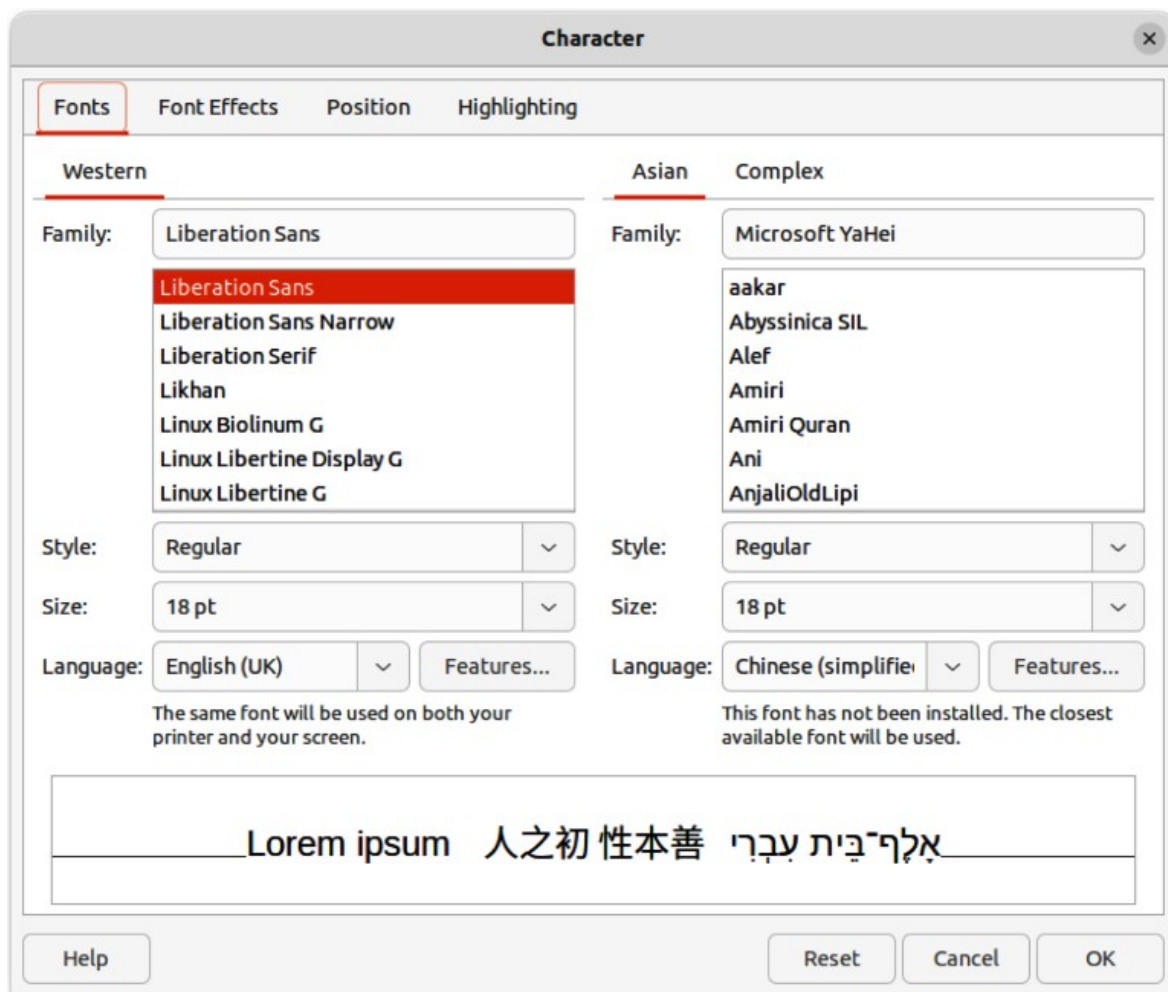 Character
Fonts Font Effects Position Highlighting
Western
Family: Liberation Sans
Liberation Sans
Liberation Sans Narrow
Liberation Serif
Likhan
Linux Biolinum G
Linux Libertine Display G
Linux Libertine G
Style: Regular
Size: 18 pt
Language: English (UK) Features...
The same font will be used on both your
printer and your screen.
Asian Complex
Family: Microsoft YaHei
aakar
Abyssinica SIL
Alef
Amiri
Amiri Quran
Ani
AnjaliOldLipi
Style: Regular
Size: 18 pt
Language: Chinese (simplified Features...
This font has not been installed. The closest
available font will be used.
Lorem ipsum 人之初 性本善 אָלֶף־בֵּית עִבְרִי
Help Reset Cancel OK